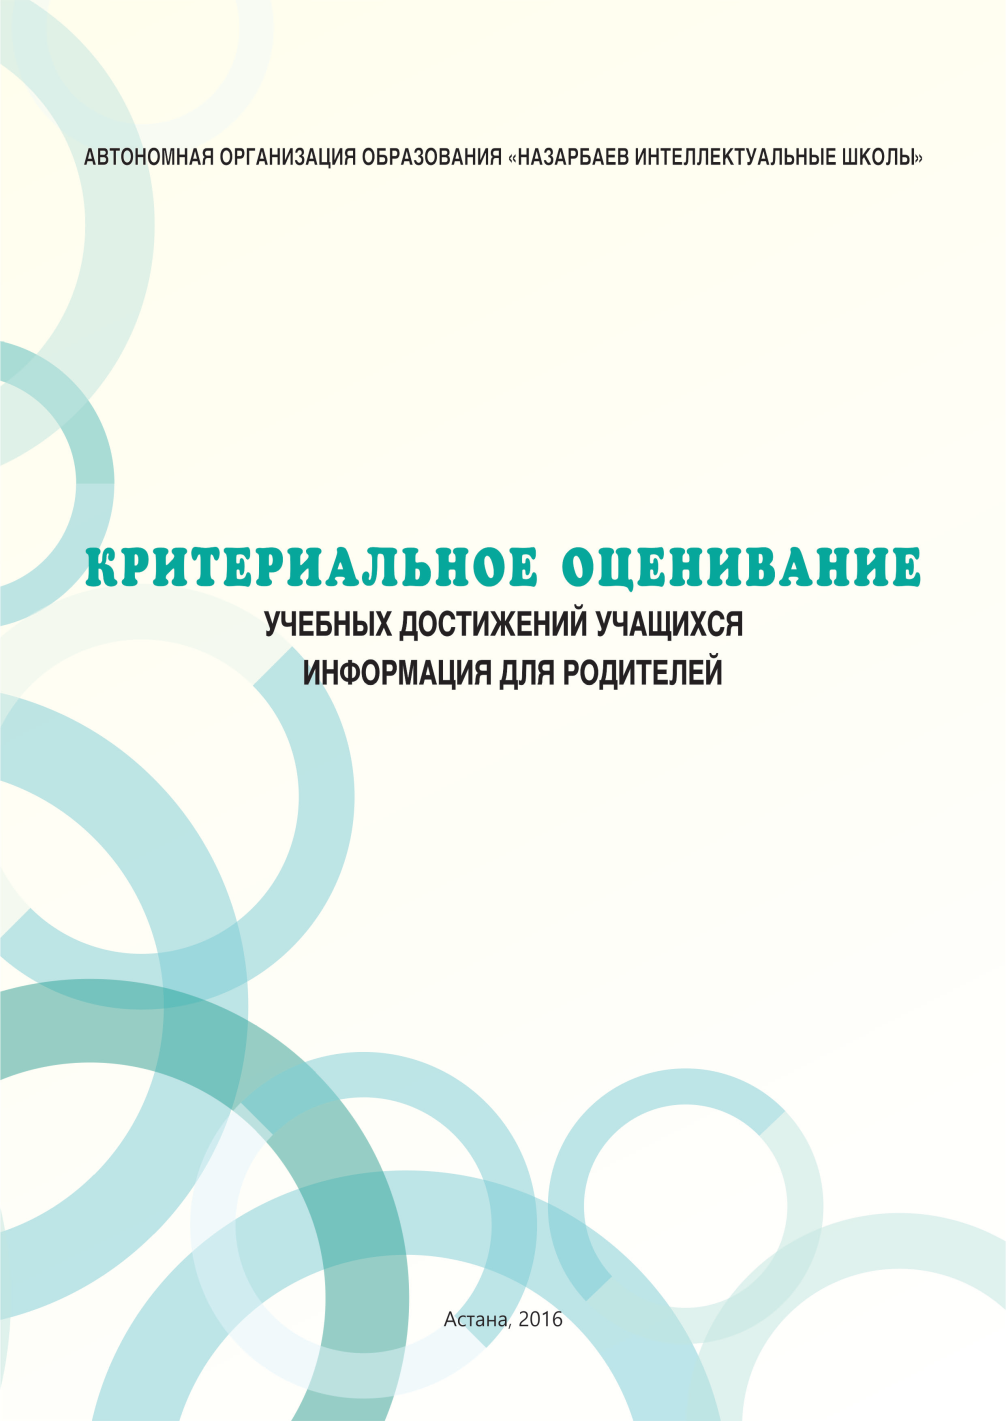 АВТОНОМНАЯ ОРГАНИЗАЦИЯ ОБРАЗОВАНИЯ «НАЗАРБАЕВ ИНТЕЛЛЕКТУАЛЬНЫЕ ШКОЛЫ»
КРИТЕРИАЛЬНОЕ ОЦЕНИВАНИЕ
УЧЕБНЫХ ДОСТИЖЕНИЙ УЧАЩИХСЯ
ИНФОРМАЦИЯ ДЛЯ РОДИТЕЛЕЙ
Астана, 2016